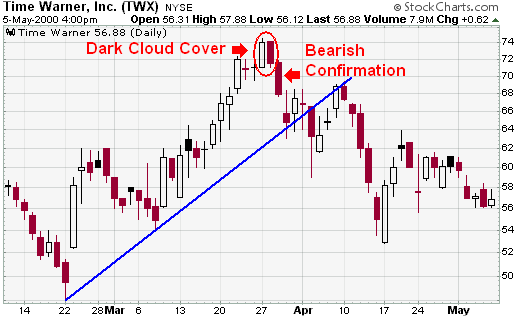 Time Warner, Inc. (TWX) NYSE © StockCharts.com
5-May-2000 4:00pm Open 56.31 High 57.88 Low 56.12 Last 56.88 Volume 7.9M Chg +0.62
Time Warner 56.88 (Daily)
Dark Cloud Cover
Bearish
Confirmation
74
72
70
68
66
64
62
60
58
56
54
52
50
14 22 28 Mar 6 13 20 27 Apr 10 17 24 May